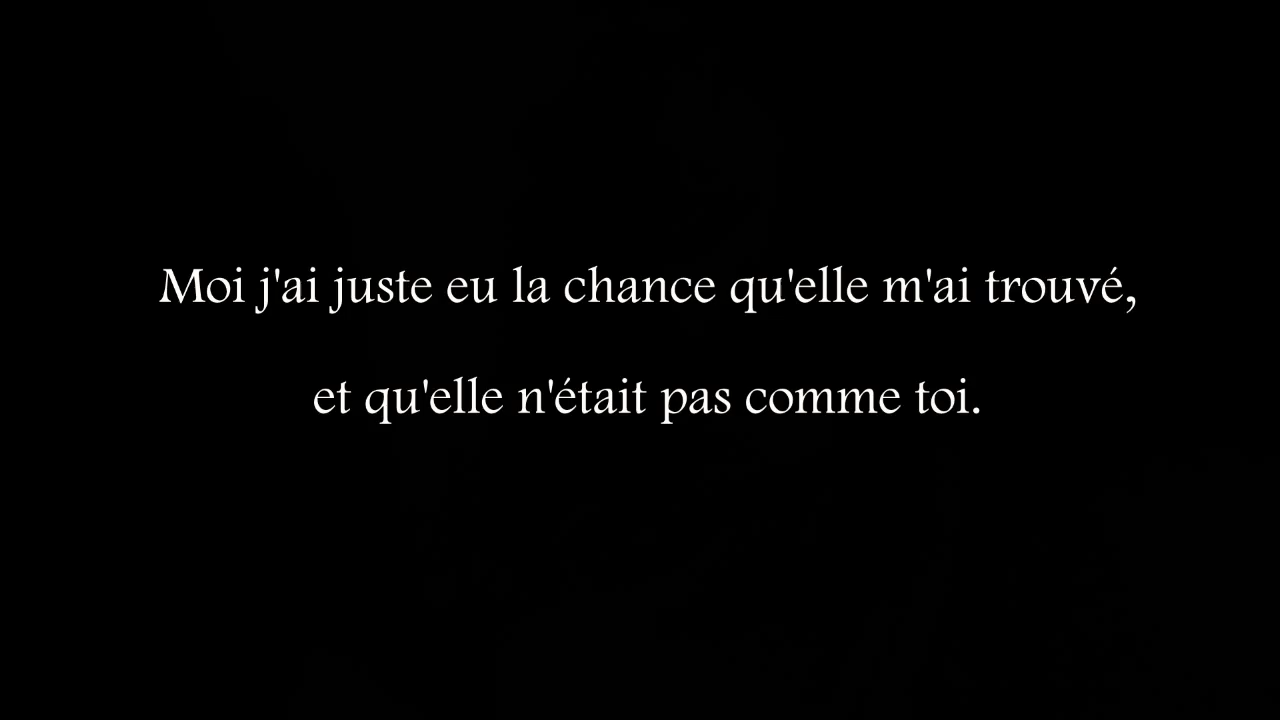 Moi j'ai juste eu la chance qu'elle m'ai trouvé,
et qu'elle n'était pas comme toi.